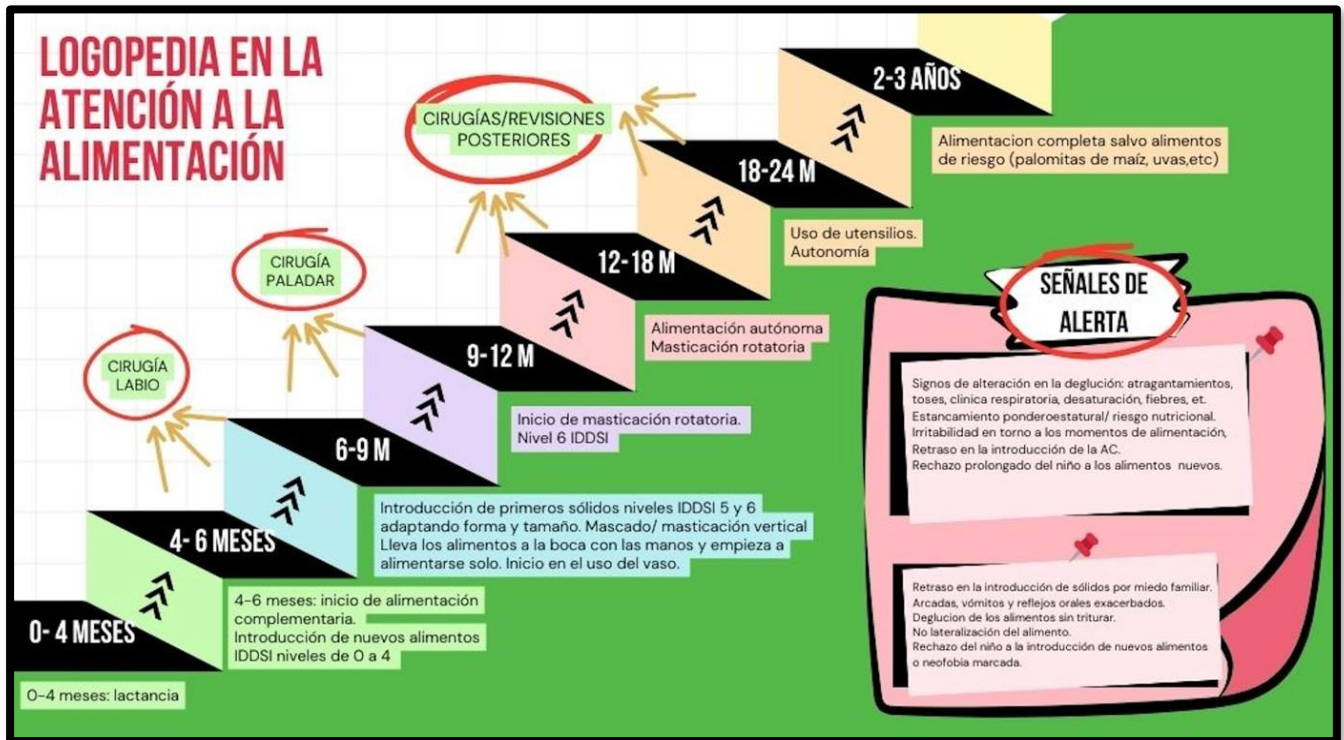 LOGOPEDIA EN LA
ATENCIÓN A LA
ALIMENTACIÓN
CIRUGÍA
LABIO
CIRUGÍA
PALADAR
CIRUGÍAS/REVISIONES
POSTERIORES
0- 4 MESES
0-4 meses: lactancia
4- 6 MESES
4-6 meses: inicio de alimentación
complementaria.
Introducción de nuevos alimentos
IDDSI niveles de 0 a 4
6-9 M
Introducción de primeros sólidos niveles IDDSI 5 y 6
adaptando forma y tamaño. Mascado/ masticación vertical
Lleva los alimentos a la boca con las manos y empieza a
alimentarse solo. Inicio en el uso del vaso.
9-12 M
Inicio de masticación rotatoria.
Nivel 6 IDDSI
12-18 M
Alimentación autónoma
Masticación rotatoria
18-24 M
Uso de utensilios.
Autonomía
2-3 AÑOS
Alimentacion completa salvo alimentos
de riesgo (palomitas de maíz, uvas,etc)
SEÑALES DE
ALERTA
Signos de alteración en la deglución: atragantamientos,
toses, clinica respiratoria, desaturación, fiebres, et.
Estancamiento ponderoestatural/ riesgo nutricional.
Irritabilidad en torno a los momentos de alimentación,
Retraso en la introducción de la AC.
Rechazo prolongado del niño a los alimentos nuevos.
Retraso en la introducción de sólidos por miedo familiar.
Arcadas, vómitos y reflejos orales exacerbados.
Deglucion de los alimentos sin triturar.
No lateralización del alimento.
Rechazo del niño a la introducción de nuevos alimentos
o neofobia marcada.